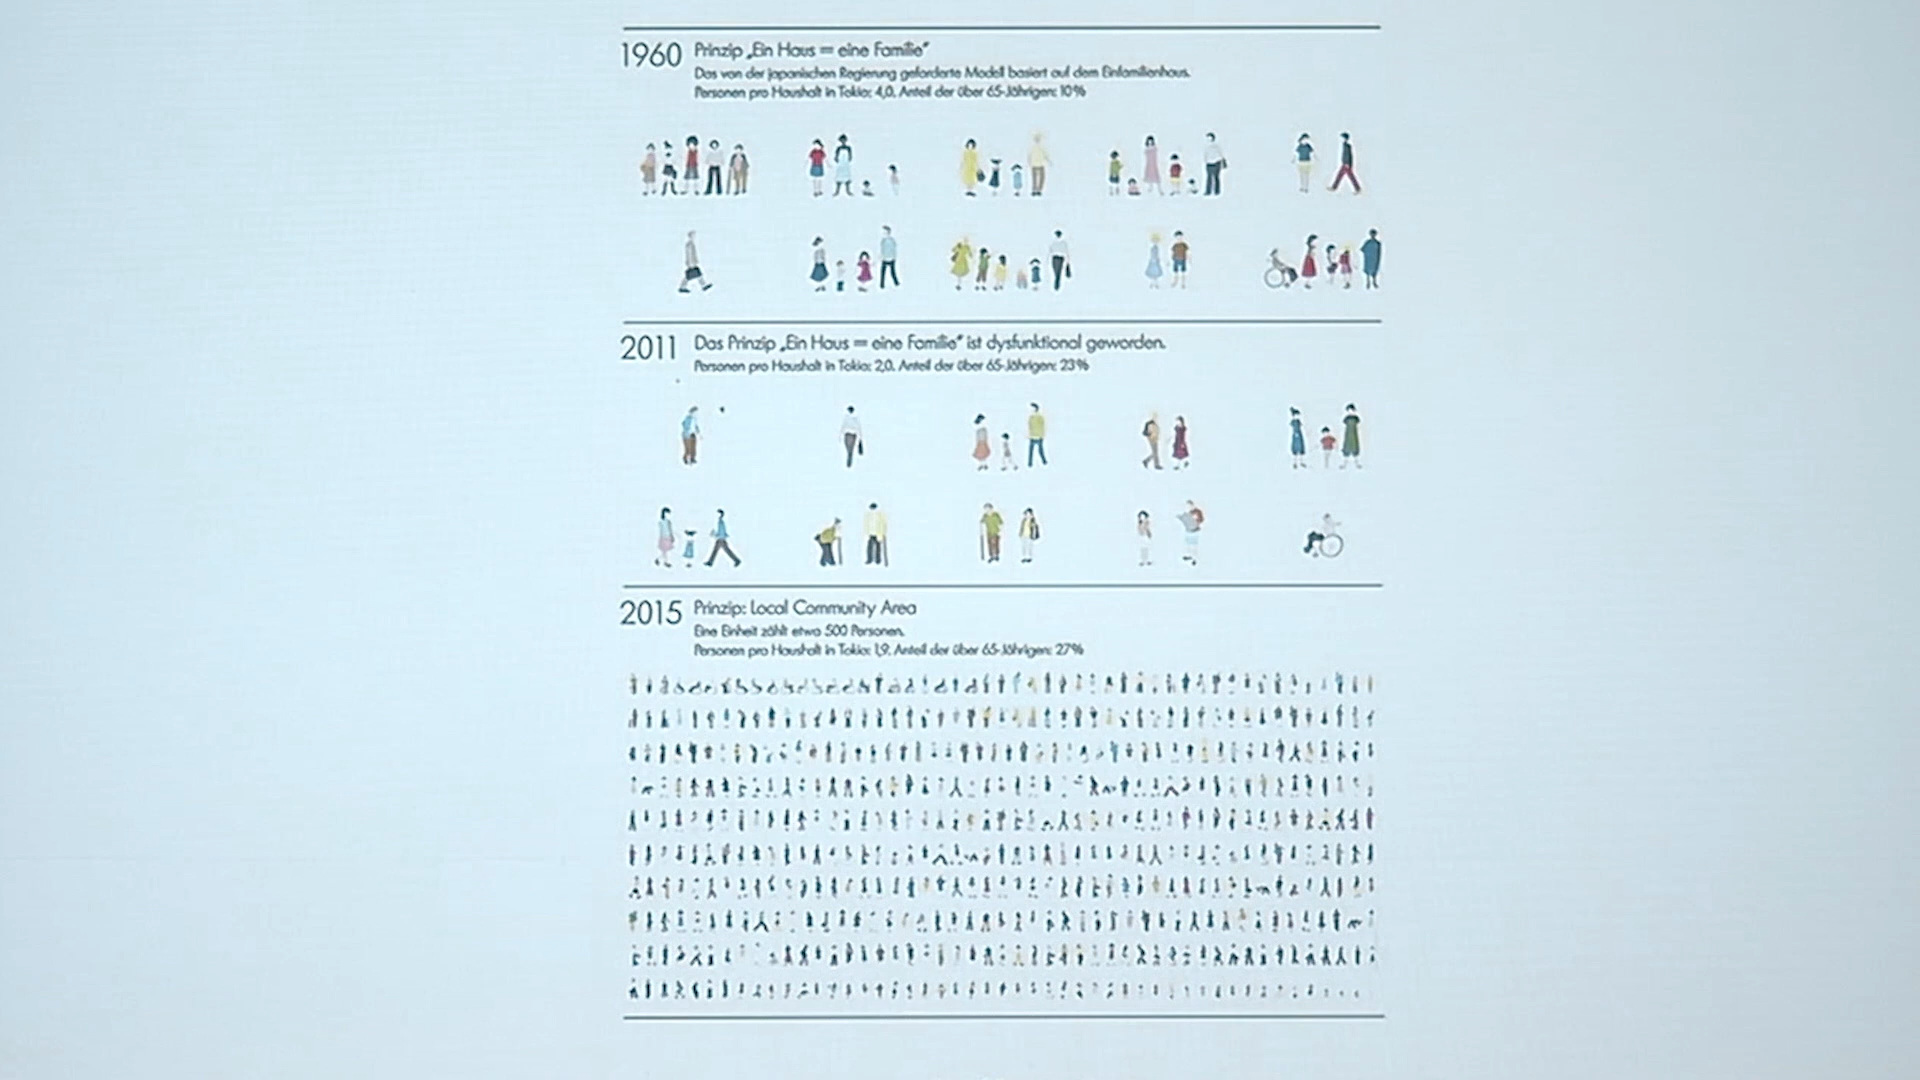 1960 Prinzip „Ein Haus = eine Familie“
Das von der japanischen Regierung geforderte Modell basiert auf dem Einfamilienhaus.
Personen pro Haushalt in Tokio: 4,0. Anteil der über 65-Jährigen: 10%
2011 Das Prinzip „Ein Haus = eine Familie“ ist dysfunktional geworden.
Personen pro Haushalt in Tokio: 2,0. Anteil der über 65-Jährigen: 23%
2015 Prinzip: Local Community Area
Eine Einheit zählt etwa 500 Personen.
Personen pro Haushalt in Tokio: 1,9. Anteil der über 65-Jährigen: 27%